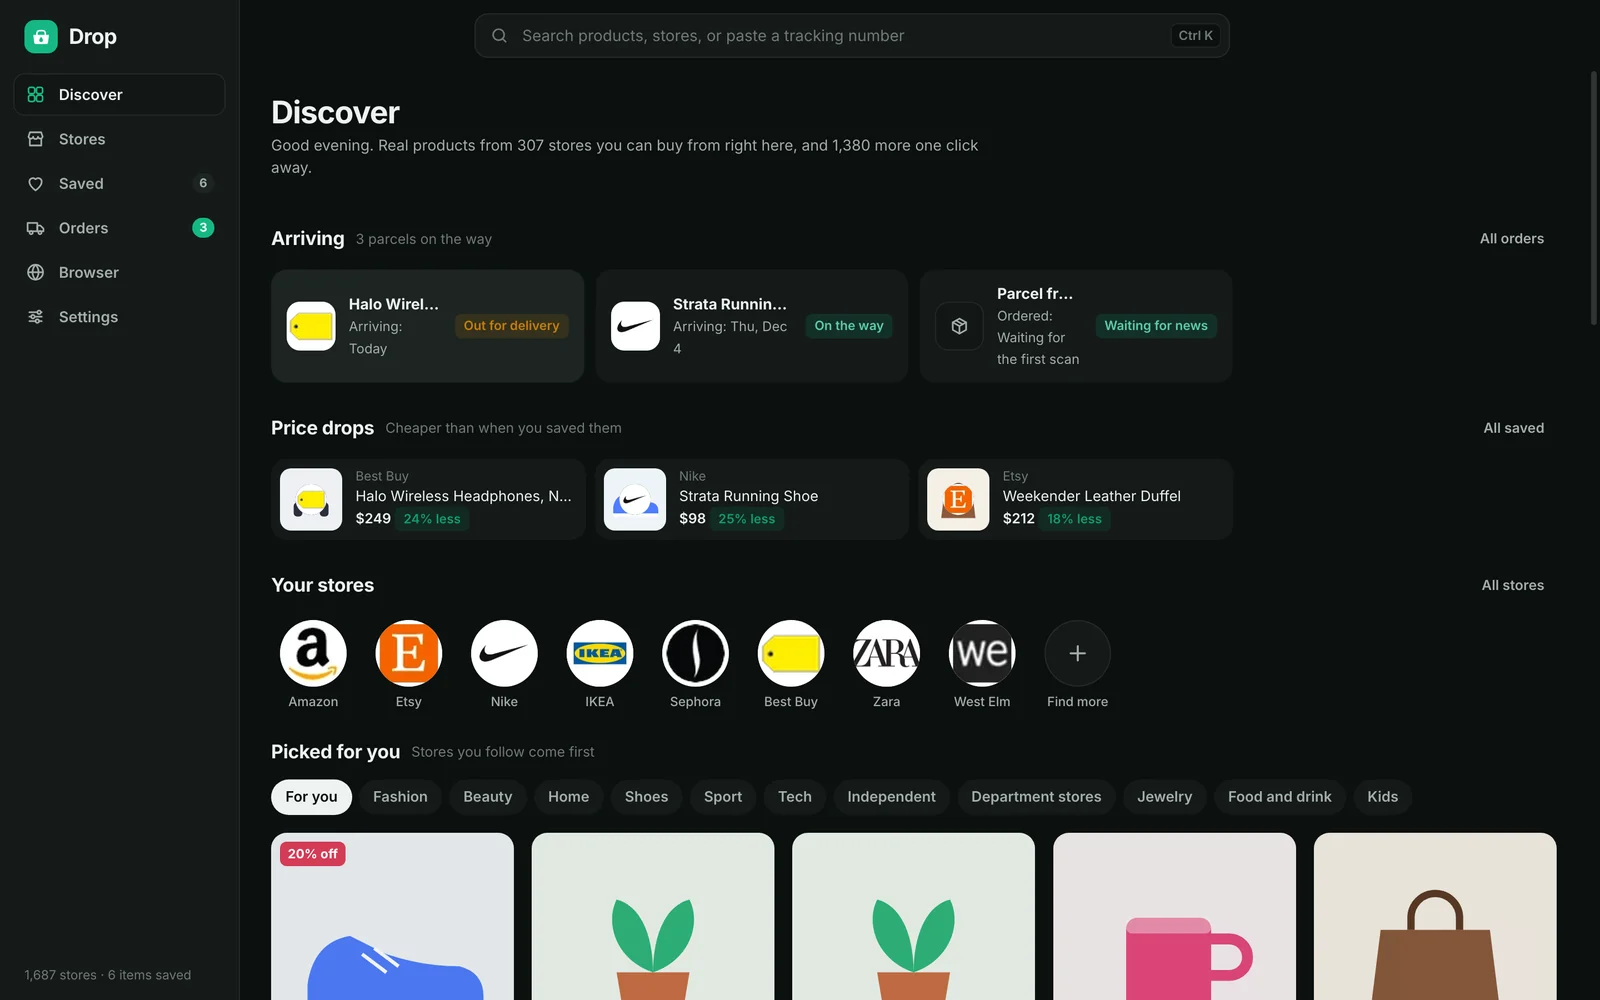 Drop
Search products, stores, or paste a tracking number
Ctrl K
Discover
Stores
Saved
6
Orders
3
Browser
Settings
1,687 stores · 6 items saved
Discover
Good evening. Real products from 307 stores you can buy from right here, and 1,380 more one click
away.
Arriving
3 parcels on the way
All orders
Halo Wirel...
Arriving:
Today
Out for delivery
Strata Runnin...
Arriving: Thu, Dec
4
On the way
Parcel fr...
Ordered:
Waiting for
the first scan
Waiting for news
Price drops
Cheaper than when you saved them
All saved
Best Buy
Halo Wireless Headphones, N...
$249
24% less
Nike
Strata Running Shoe
$98
25% less
E
Etsy
Weekender Leather Duffel
$212
18% less
Your stores
All stores
a
Amazon
E
Etsy
Nike
IKEA
IKEA
Sephora
Best Buy
ZARA
Zara
we
West Elm
Find more
Picked for you
Stores you follow come first
For you
Fashion
Beauty
Home
Shoes
Sport
Tech
Independent
Department stores
Jewelry
Food and drink
Kids
20% off